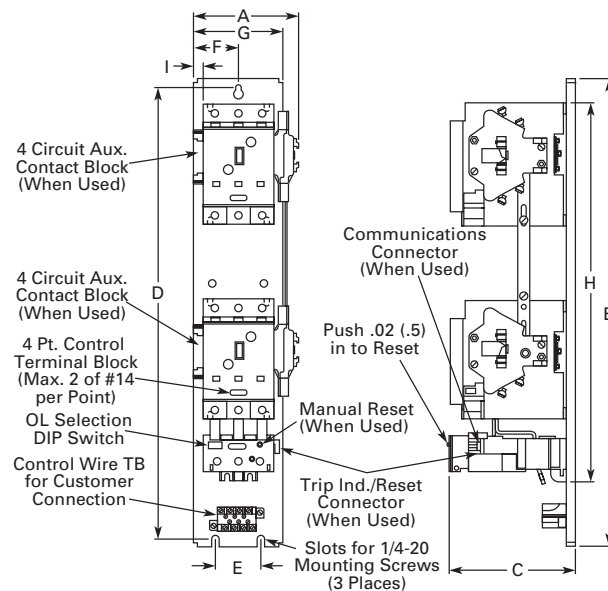 A
G
F
I
4 Circuit Aux.
Contact Block
(When Used)
4 Circuit Aux.
Contact Block
(When Used)
D
4 Pt. Control
Terminal Block
(Max. 2 of #14
per Point)
OL Selection
DIP Switch
Control Wire TB
for Customer
Connection
E
Communications
Connector
(When Used)
Push .02 (.5)
in to Reset
Manual Reset
(When Used)
Trip Ind./Reset
Connector
(When Used)
Slots for 1/4-20
Mounting Screws
(3 Places)
H
C